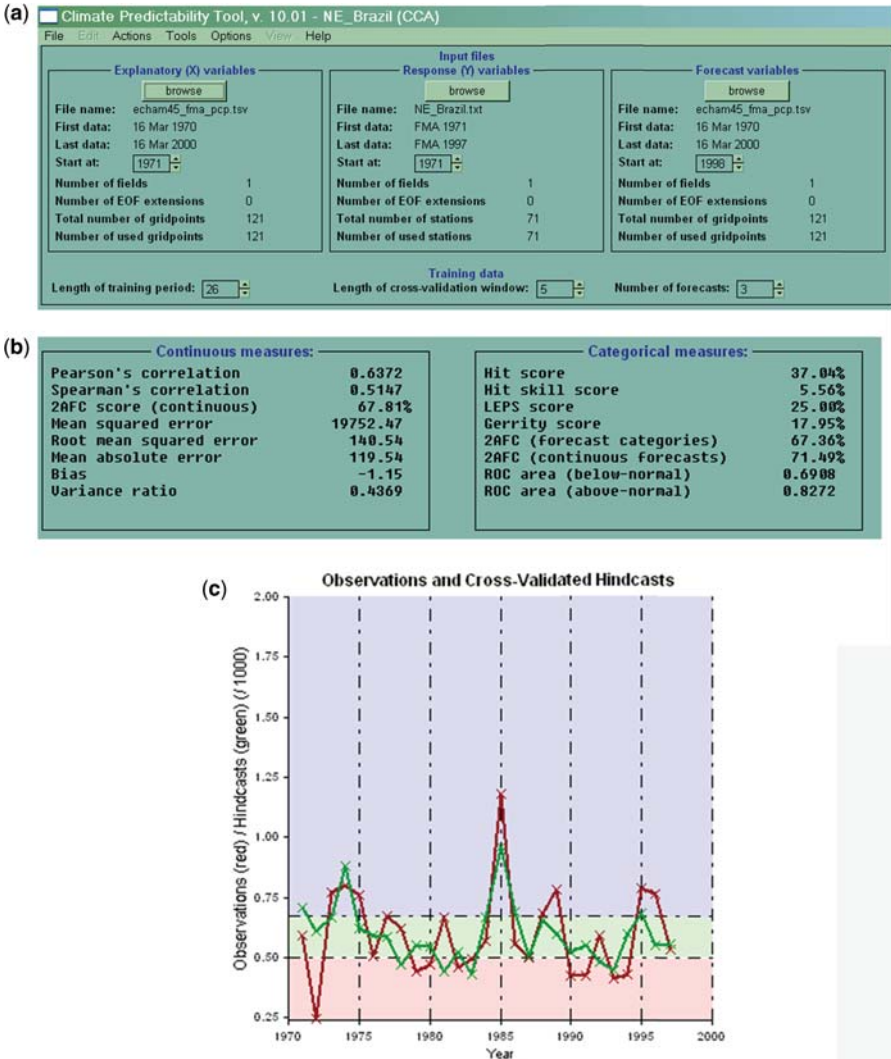 (a)
Climate Predictability Tool, v. 10.01 - NE_Brazil (CCA)
File Edit Actions Tools Options View Help
Input files
Explanatory (X) variables
browse
File name: echam45_fma_pcp.tsv
First data: 16 Mar 1970
Last data: 16 Mar 2000
Start at: 1971
Number of fields 1
Number of EOF extensions 0
Total number of gridpoints 121
Number of used gridpoints 121
Response (Y) variables
browse
File name: NE_Brazil.txt
First data: FMA 1971
Last data: FMA 1997
Start at: 1971
Number of fields 1
Number of EOF extensions 0
Total number of stations 71
Number of used stations 71
Forecast variables
browse
File name: echam45_fma_pcp.tsv
First data: 16 Mar 1970
Last data: 16 Mar 2000
Start at: 1998
Number of fields 1
Number of EOF extensions 0
Total number of gridpoints 121
Number of used gridpoints 121
Training data
Length of training period: 26 Length of cross-validation window: 5 Number of forecasts: 3
(b)
Continuous measures:
Pearson's correlation 0.6372
Spearman's correlation 0.5147
2AFC score (continuous) 67.81%
Mean squared error 19752.47
Root mean squared error 140.54
Mean absolute error 119.54
Bias -1.15
Variance ratio 0.4369
Categorical measures:
Hit score 37.04%
Hit skill score 5.56%
LEPS score 25.00%
Gerrity score 17.95%
2AFC (forecast categories) 67.36%
2AFC (continuous forecasts) 71.49%
ROC area (below-normal) 0.6908
ROC area (above-normal) 0.8272
(c)
Observations and Cross-Validated Hindcasts
Observations (red) / Hindcasts (green) (/ 1000)
2.00
1.75
1.50
1.25
1.00
0.75
0.50
0.25
1970 1975 1980 1985 1990 1995 2000
Year